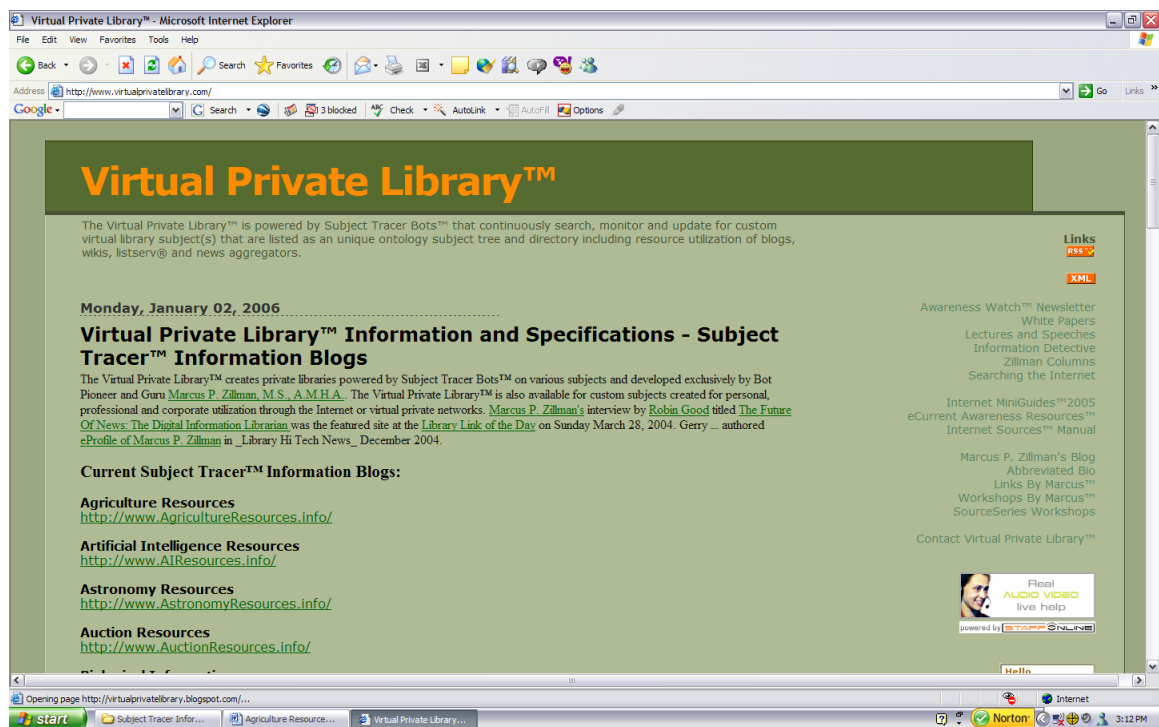 Virtual Private Library™ - Microsoft Internet Explorer
File Edit View Favorites Tools Help
Back Search Favorites
Address http://www.virtualprivatelibrary.com/ Go Links »
Google Search 3 blocked Check AutoLink AutoFill Options
Virtual Private Library™
The Virtual Private Library™ is powered by Subject Tracer Bots™ that continuously search, monitor and update for custom
virtual library subject(s) that are listed as an unique ontology subject tree and directory including resource utilization of blogs,
wikis, listserv® and news aggregators.
Links
RSS
XML
Monday, January 02, 2006
Virtual Private Library™ Information and Specifications - Subject
Tracer™ Information Blogs
The Virtual Private Library™ creates private libraries powered by Subject Tracer Bots™ on various subjects and developed exclusively by Bot
Pioneer and Guru Marcus P. Zillman, M.S., A.M.H.A.. The Virtual Private Library™ is also available for custom subjects created for personal,
professional and corporate utilization through the Internet or virtual private networks. Marcus P. Zillman's interview by Robin Good titled The Future
Of News: The Digital Information Librarian was the featured site at the Library Link of the Day on Sunday March 28, 2004. Gerry ... authored
eProfile of Marcus P. Zillman in _Library Hi Tech News_ December 2004.
Current Subject Tracer™ Information Blogs:
Agriculture Resources
http://www.AgricultureResources.info/
Artificial Intelligence Resources
http://www.AIResources.info/
Astronomy Resources
http://www.AstronomyResources.info/
Auction Resources
http://www.AuctionResources.info/
Awareness Watch™ Newsletter
White Papers
Lectures and Speeches
Information Detective
Zillman Columns
Searching the Internet
Internet MiniGuides™2005
eCurrent Awareness Resources™
Internet Sources™ Manual
Marcus P. Zillman's Blog
Abbreviated Bio
Links By Marcus™
Workshops By Marcus™
SourceSeries Workshops
Contact Virtual Private Library™
Real
AUDIO VIDEO
live help
powered by STAFF ONLINE
Hello
Opening page http://virtualprivatelibrary.blogspot.com/... Internet
start Subject Tracer Infor... Agriculture Resource... Virtual Private Library... Norton 3:12 PM